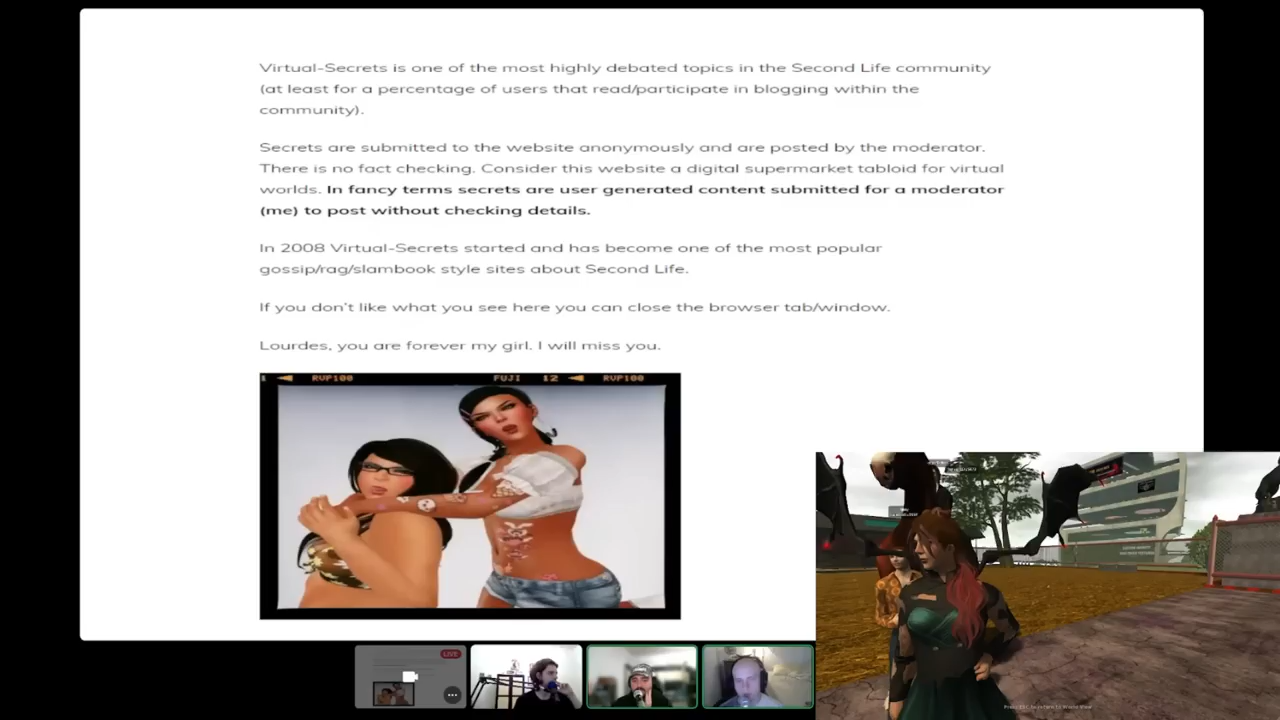 Virtual-Secrets is one of the most highly debated topics in the Second Life community
(at least for a percentage of users that read/participate in blogging within the
community).
Secrets are submitted to the website anonymously and are posted by the moderator.
There is no fact checking. Consider this website a digital supermarket tabloid for virtual
worlds. In fancy terms secrets are user generated content submitted for a moderator
(me) to post without checking details.
In 2008 Virtual-Secrets started and has become one of the most popular
gossip/rag/slambook style sites about Second Life.
If you don't like what you see here you can close the browser tab/window.
Lourdes, you are forever my girl. I will miss you.
RVP100 FUJI 12 RVP100
LIVE